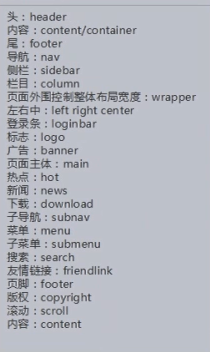 头：header
内容：content/container
尾：footer
导航：nav
侧栏：sidebar
栏目：column
页面外围控制整体布局宽度：wrapper
左右中：left right center
登录条：loginbar
标志：logo
广告：banner
页面主体：main
热点：hot
新闻：news
下载：download
子导航：subnav
菜单：menu
子菜单：submenu
搜索：search
友情链接：friendlink
页脚：footer
版权：copyright
滚动：scroll
内容：content